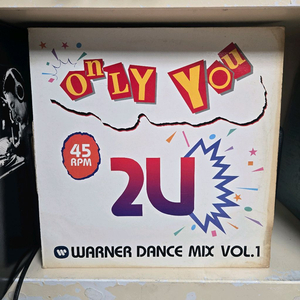 Only You
45
RPM
2U
WARNER DANCE MIX VOL.1